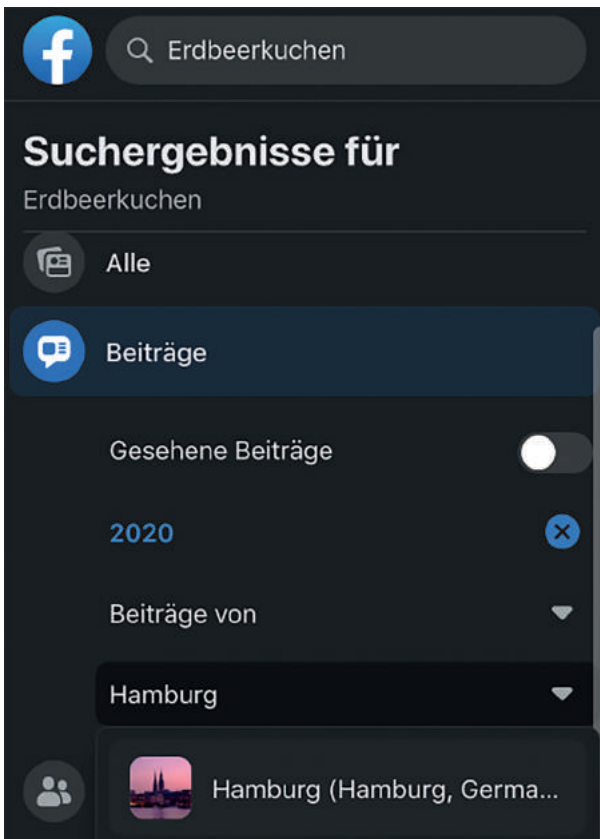 Erdbeerkuchen
Suchergebnisse für
Erdbeerkuchen
Alle
Beiträge
Gesehene Beiträge
2020
Beiträge von
Hamburg
Hamburg (Hamburg, Germa...